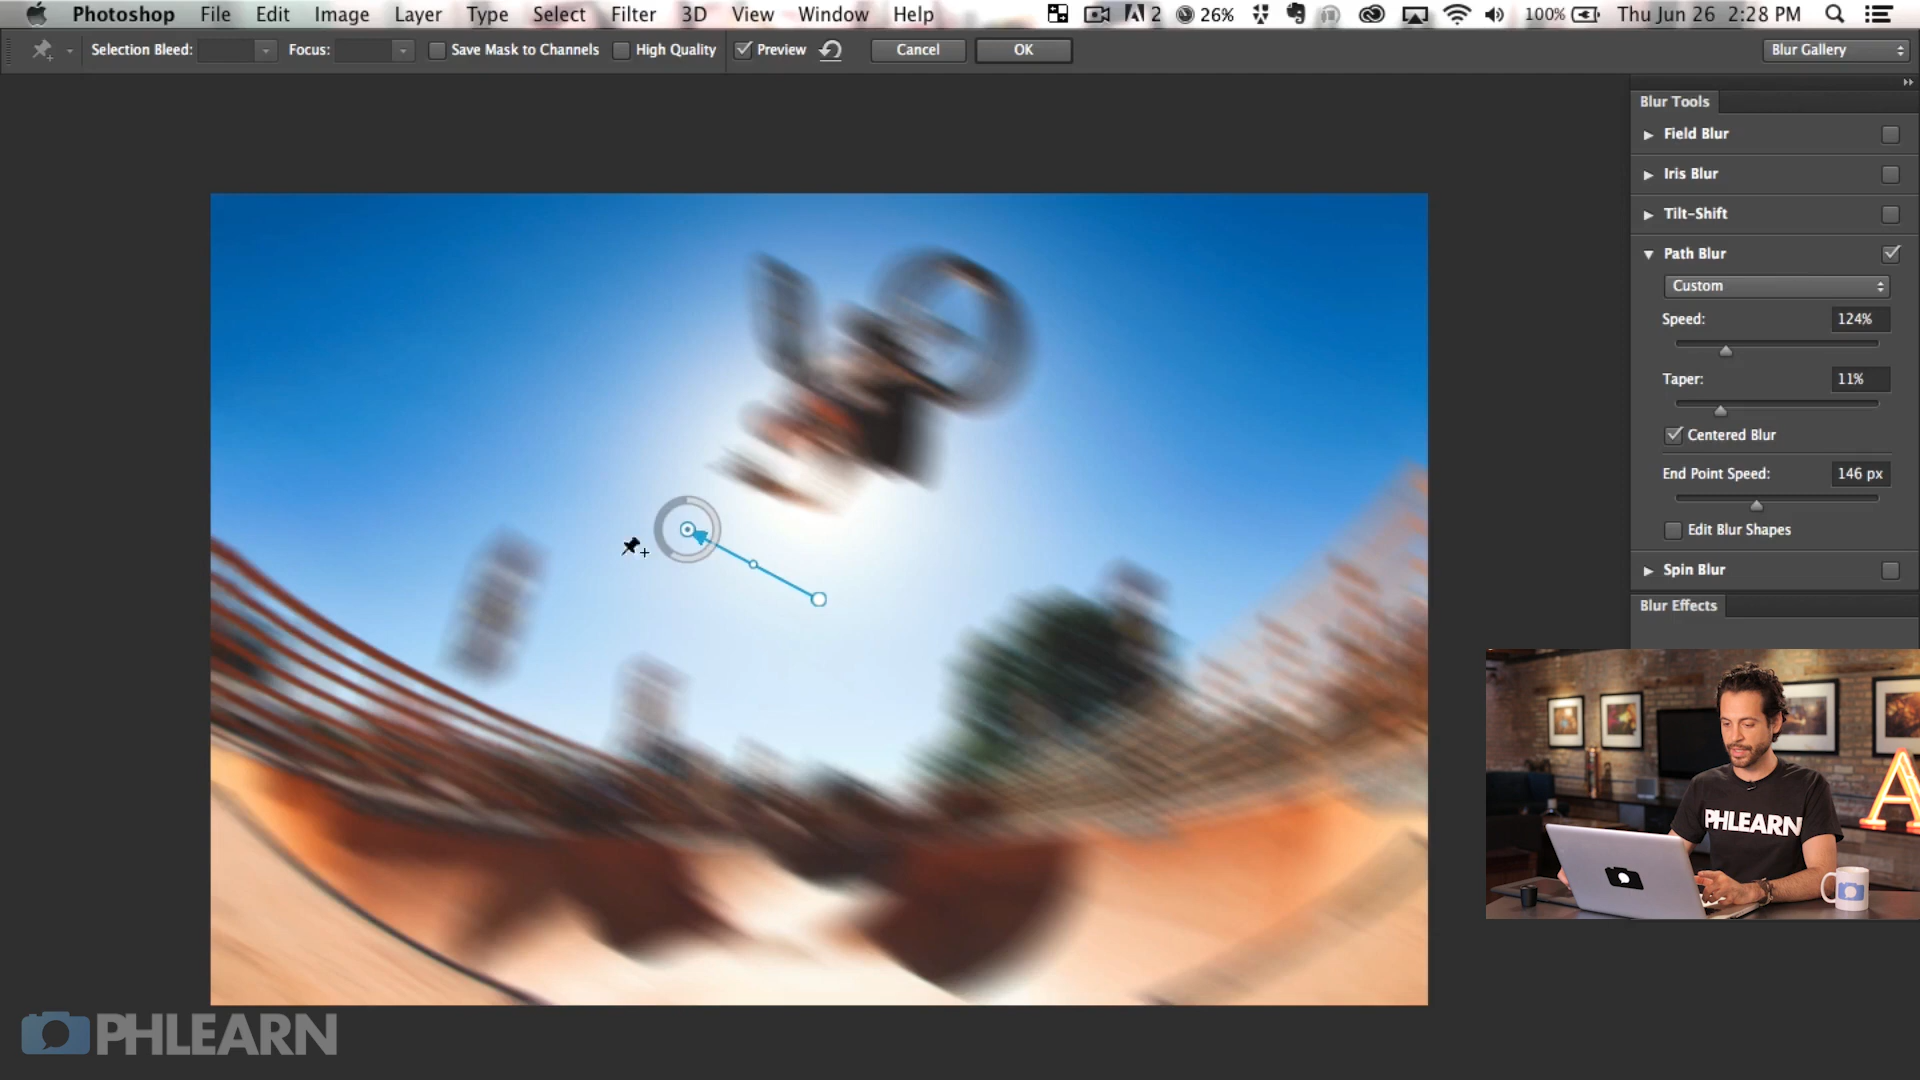 Photoshop File Edit Image Layer Type Select Filter 3D View Window Help 2 26% 100% Thu Jun 26 2:28 PM
Selection Bleed: Focus: Save Mask to Channels High Quality Preview Cancel OK Blur Gallery
Blur Tools
Field Blur
Iris Blur
Tilt-Shift
Path Blur
Custom
Speed: 124%
Taper: 11%
Centered Blur
End Point Speed: 146 px
Edit Blur Shapes
Spin Blur
Blur Effects
PHLEARN
A
PHLEARN